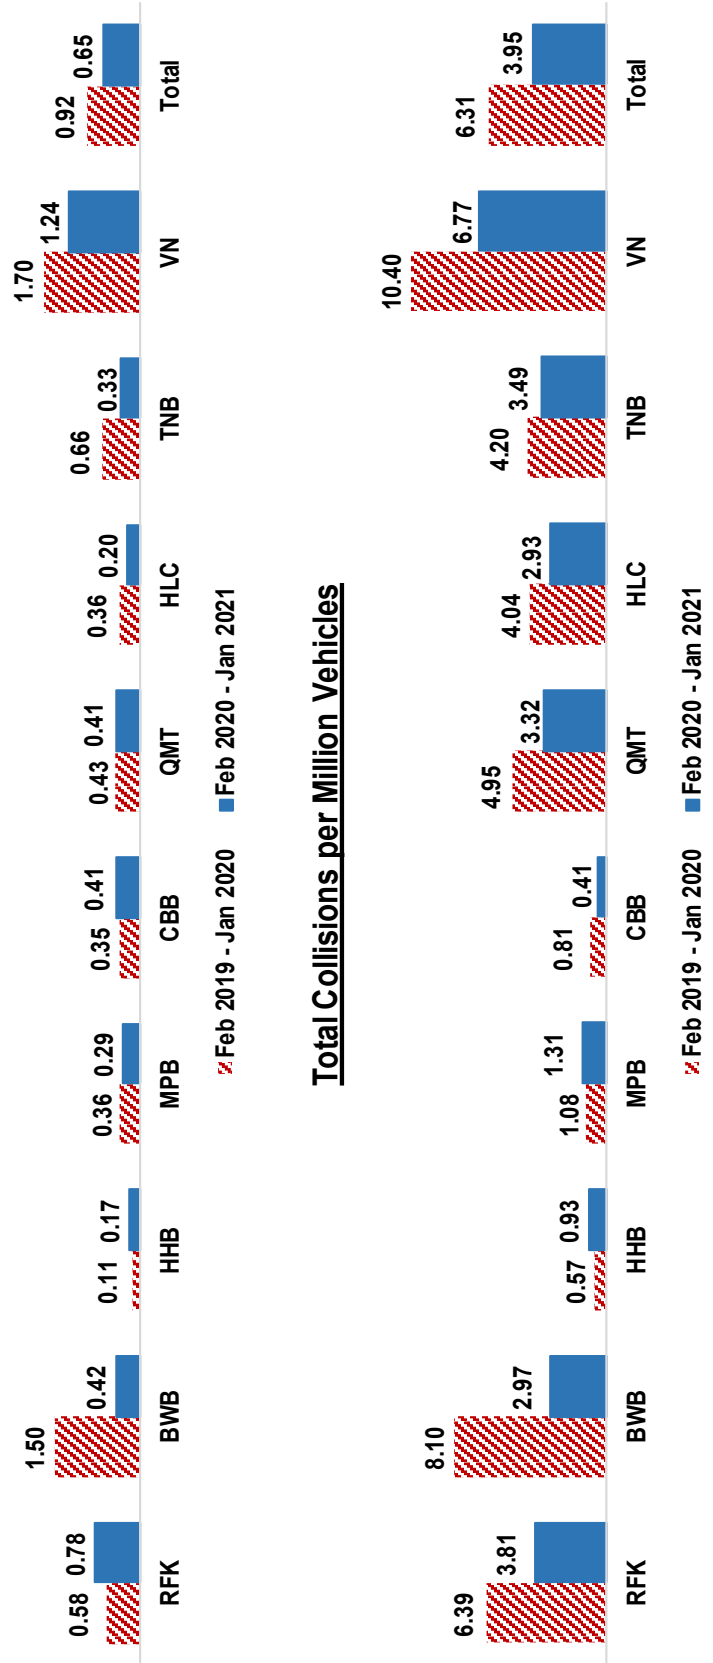 0.58 0.78 1.50 0.42 0.11 0.17 0.36 0.29 0.35 0.41 0.43 0.41 0.36 0.20 0.66 0.33 1.70 1.24 0.92 0.65
RFK BWB HHB MPB CBB QMT HLC TNB VN Total
Feb 2019 - Jan 2020 Feb 2020 - Jan 2021
Total Collisions per Million Vehicles
6.39 3.81 8.10 2.97 0.57 0.93 1.08 1.31 0.81 0.41 4.95 3.32 4.04 2.93 4.20 3.49 10.40 6.77 6.31 3.95
RFK BWB HHB MPB CBB QMT HLC TNB VN Total
Feb 2019 - Jan 2020 Feb 2020 - Jan 2021